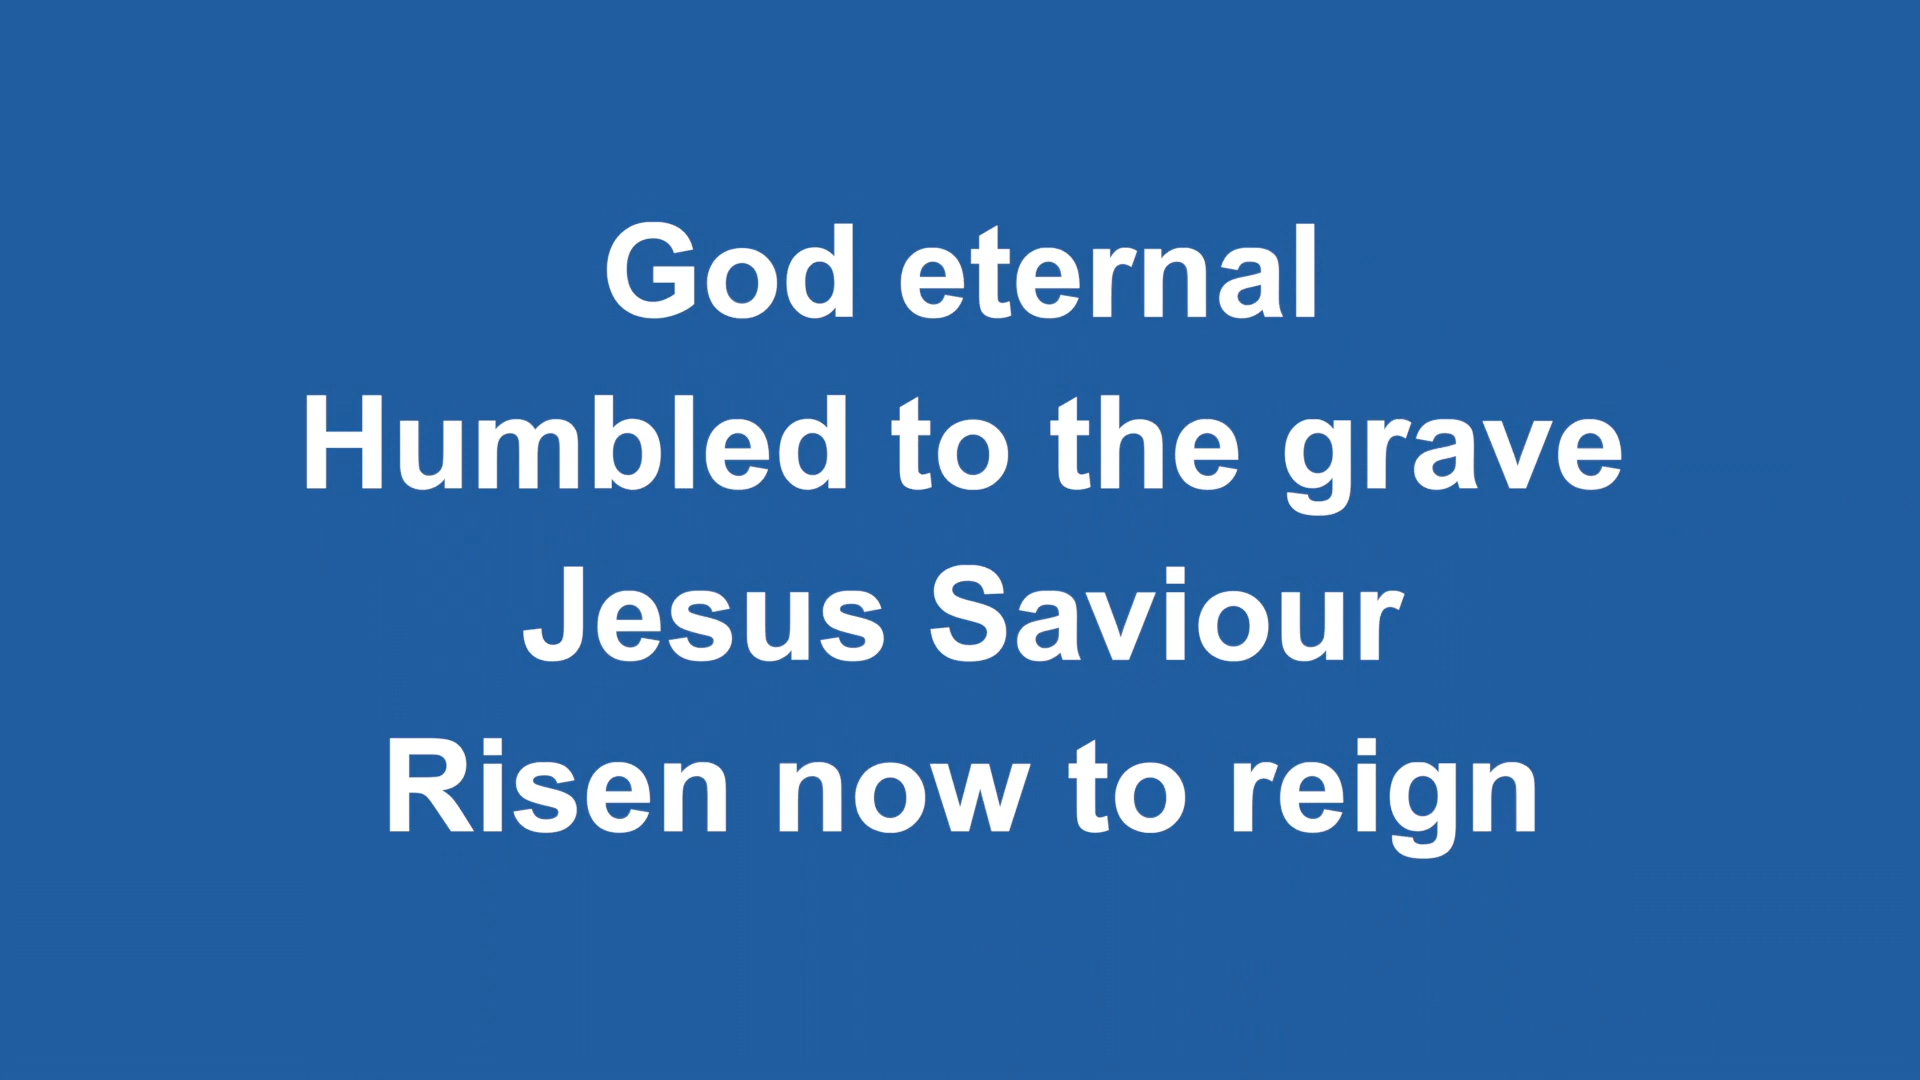 God eternal
Humbled to the grave
Jesus Saviour
Risen now to reign